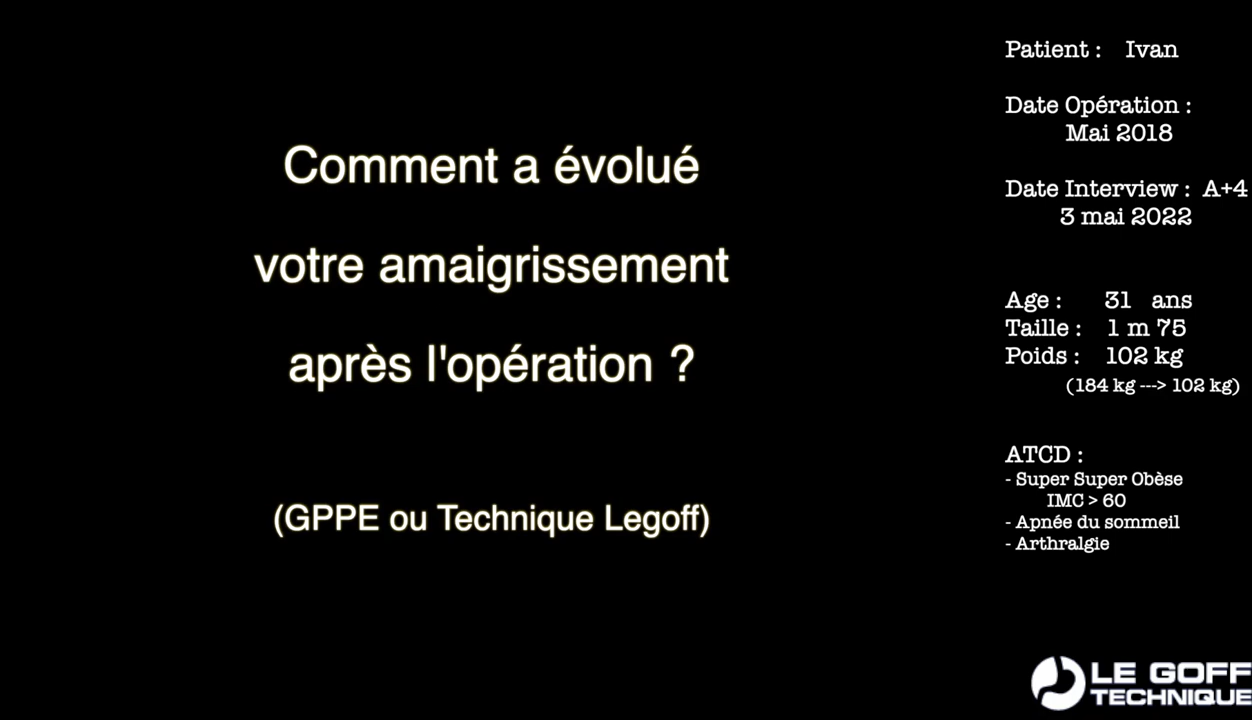 Comment a évolué
votre amaigrissement
après l'opération ?
(GPPE ou Technique Legoff)
Patient : Ivan
Date Opération :
Mai 2018
Date Interview : A+4
3 mai 2022
Age : 31 ans
Taille : 1 m 75
Poids : 102 kg
(184 kg ---> 102 kg)
ATCD :
- Super Super Obèse
IMC > 60
- Apnée du sommeil
- Arthralgie
LE GOFF
TECHNIQUE